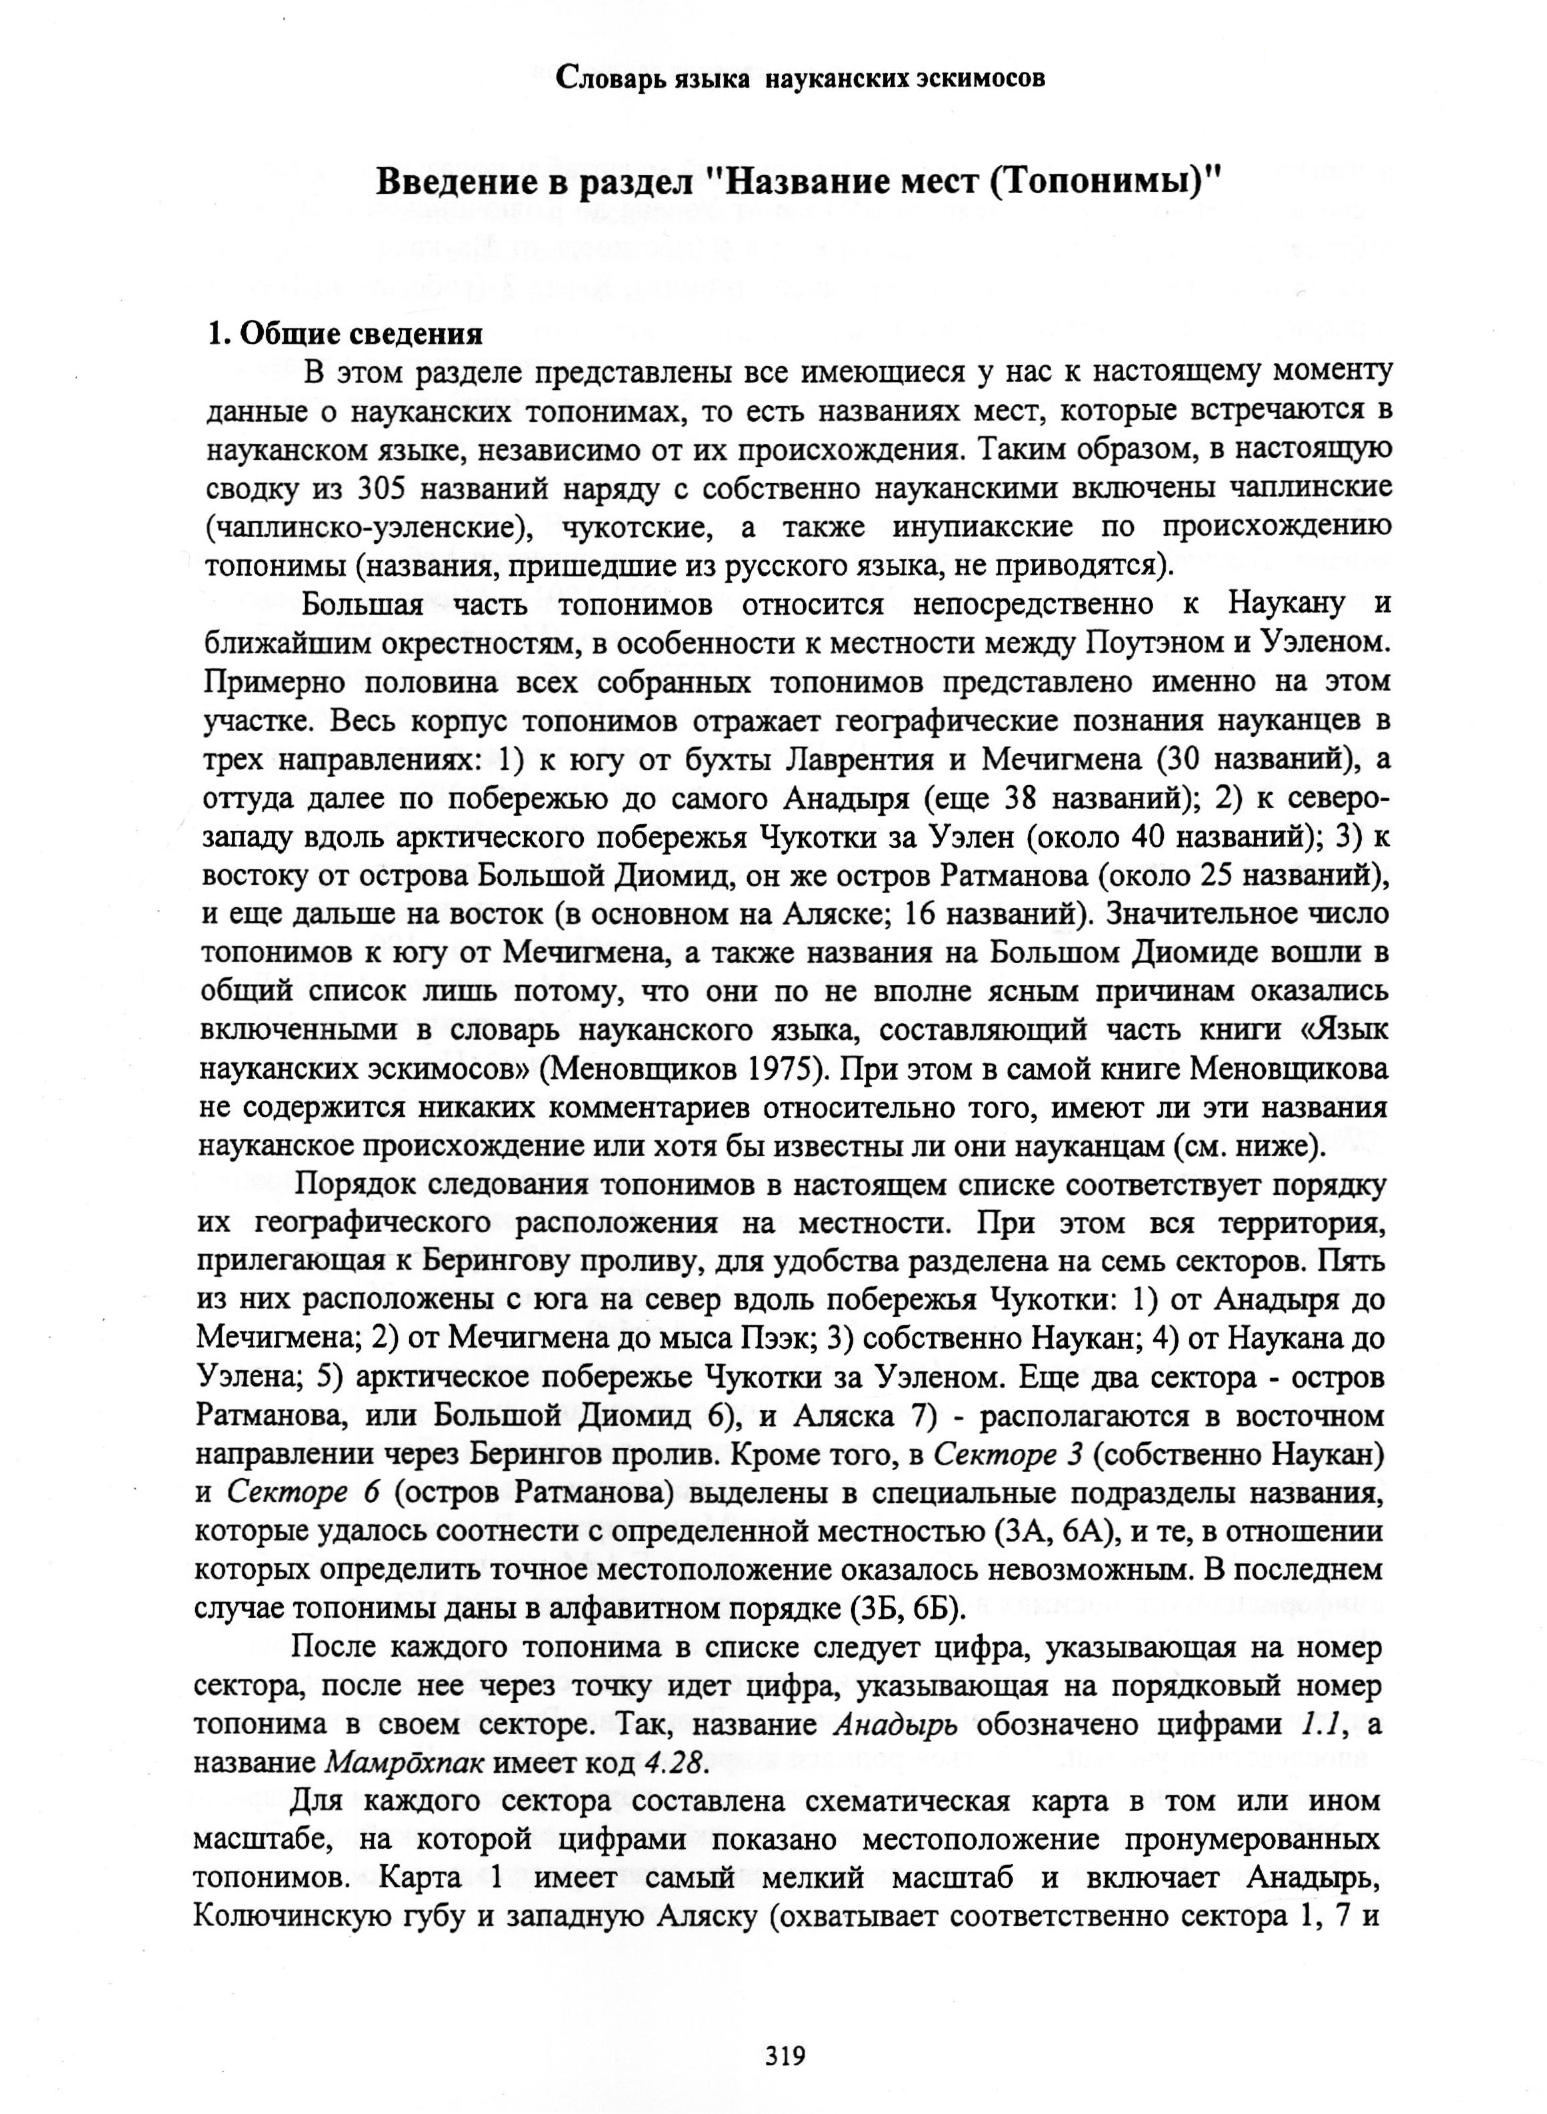 Словарь языка науканских эскимосов
Введение в раздел "Название мест (Топонимы)"
1. Общие сведения
В этом разделе представлены все имеющиеся у нас к настоящему моменту
данные о науканских топонимах, то есть названиях мест, которые встречаются в
науканском языке, независимо от их происхождения. Таким образом, в настоящую
сводку из 305 названий наряду с собственно науканскими включены чаплинские
(чаплинско-уэленские), чукотские, а также инупиакские по происхождению
топонимы (названия, пришедшие из русского языка, не приводятся).
Большая часть топонимов относится непосредственно к Наукану и
ближайшим окрестностям, в особенности к местности между Поутэном и Уэленом.
Примерно половина всех собранных топонимов представлено именно на этом
участке. Весь корпус топонимов отражает географические познания науканцев в
трех направлениях: 1) к югу от бухты Лаврентия и Мечигмена (30 названий), а
оттуда далее по побережью до самого Анадыря (еще 38 названий); 2) к северо-
западу вдоль арктического побережья Чукотки за Уэлен (около 40 названий); 3) к
востоку от острова Большой Диомид, он же остров Ратманова (около 25 названий),
и еще дальше на восток (в основном на Аляске; 16 названий). Значительное число
топонимов к югу от Мечигмена, а также названия на Большом Диомиде вошли в
общий список лишь потому, что они по не вполне ясным причинам оказались
включенными в словарь науканского языка, составляющий часть книги «Язык
науканских эскимосов» (Меновщиков 1975). При этом в самой книге Меновщикова
не содержится никаких комментариев относительно того, имеют ли эти названия
науканское происхождение или хотя бы известны ли они науканцам (см. ниже).
Порядок следования топонимов в настоящем списке соответствует порядку
их географического расположения на местности. При этом вся территория,
прилегающая к Берингову проливу, для удобства разделена на семь секторов. Пять
из них расположены с юга на север вдоль побережья Чукотки: 1) от Анадыря до
Мечигмена; 2) от Мечигмена до мыса Пээк; 3) собственно Наукан; 4) от Наукана до
Уэлена; 5) арктическое побережье Чукотки за Уэленом. Еще два сектора - остров
Ратманова, или Большой Диомид 6), и Аляска 7) - располагаются в восточном
направлении через Берингов пролив. Кроме того, в Секторе 3 (собственно Наукан)
и Секторе 6 (остров Ратманова) выделены в специальные подразделы названия,
которые удалось соотнести с определенной местностью (3А, 6А), и те, в отношении
которых определить точное местоположение оказалось невозможным. В последнем
случае топонимы даны в алфавитном порядке (3Б, 6Б).
После каждого топонима в списке следует цифра, указывающая на номер
сектора, после нее через точку идет цифра, указывающая на порядковый номер
топонима в своем секторе. Так, название Анадырь обозначено цифрами 1.1, а
название Мамрōхпак имеет код 4.28.
Для каждого сектора составлена схематическая карта в том или ином
масштабе, на которой цифрами показано местоположение пронумерованных
топонимов. Карта 1 имеет самый мелкий масштаб и включает Анадырь,
Колючинскую губу и западную Аляску (охватывает соответственно сектора 1, 7 и
319